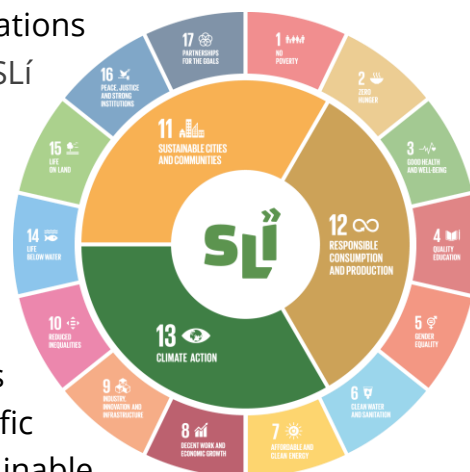 ations
SLí
17
PARTNERSHIPS
FOR THE GOALS
1
NO
POVERTY
2
ZERO
HUNGER
3
GOOD HEALTH
AND WELL-BEING
4
QUALITY
EDUCATION
5
GENDER
EQUALITY
6
CLEAN WATER
AND SANITATION
7
AFFORDABLE AND
CLEAN ENERGY
8
DECENT WORK AND
ECONOMIC GROWTH
9
INDUSTRY,
INNOVATION AND
INFRASTRUCTURE
10
REDUCED
INEQUALITIES
14
LIFE
BELOW WATER
15
LIFE
ON LAND
16
PEACE, JUSTICE
AND STRONG
INSTITUTIONS
11
SUSTAINABLE CITIES
AND COMMUNITIES
12
RESPONSIBLE
CONSUMPTION
AND PRODUCTION
13
CLIMATE ACTION
SLí
s
fic
inable